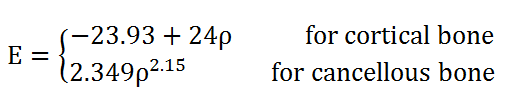 E = { −23.93 + 24ρ for cortical bone
2.349ρ^2.15 for cancellous bone